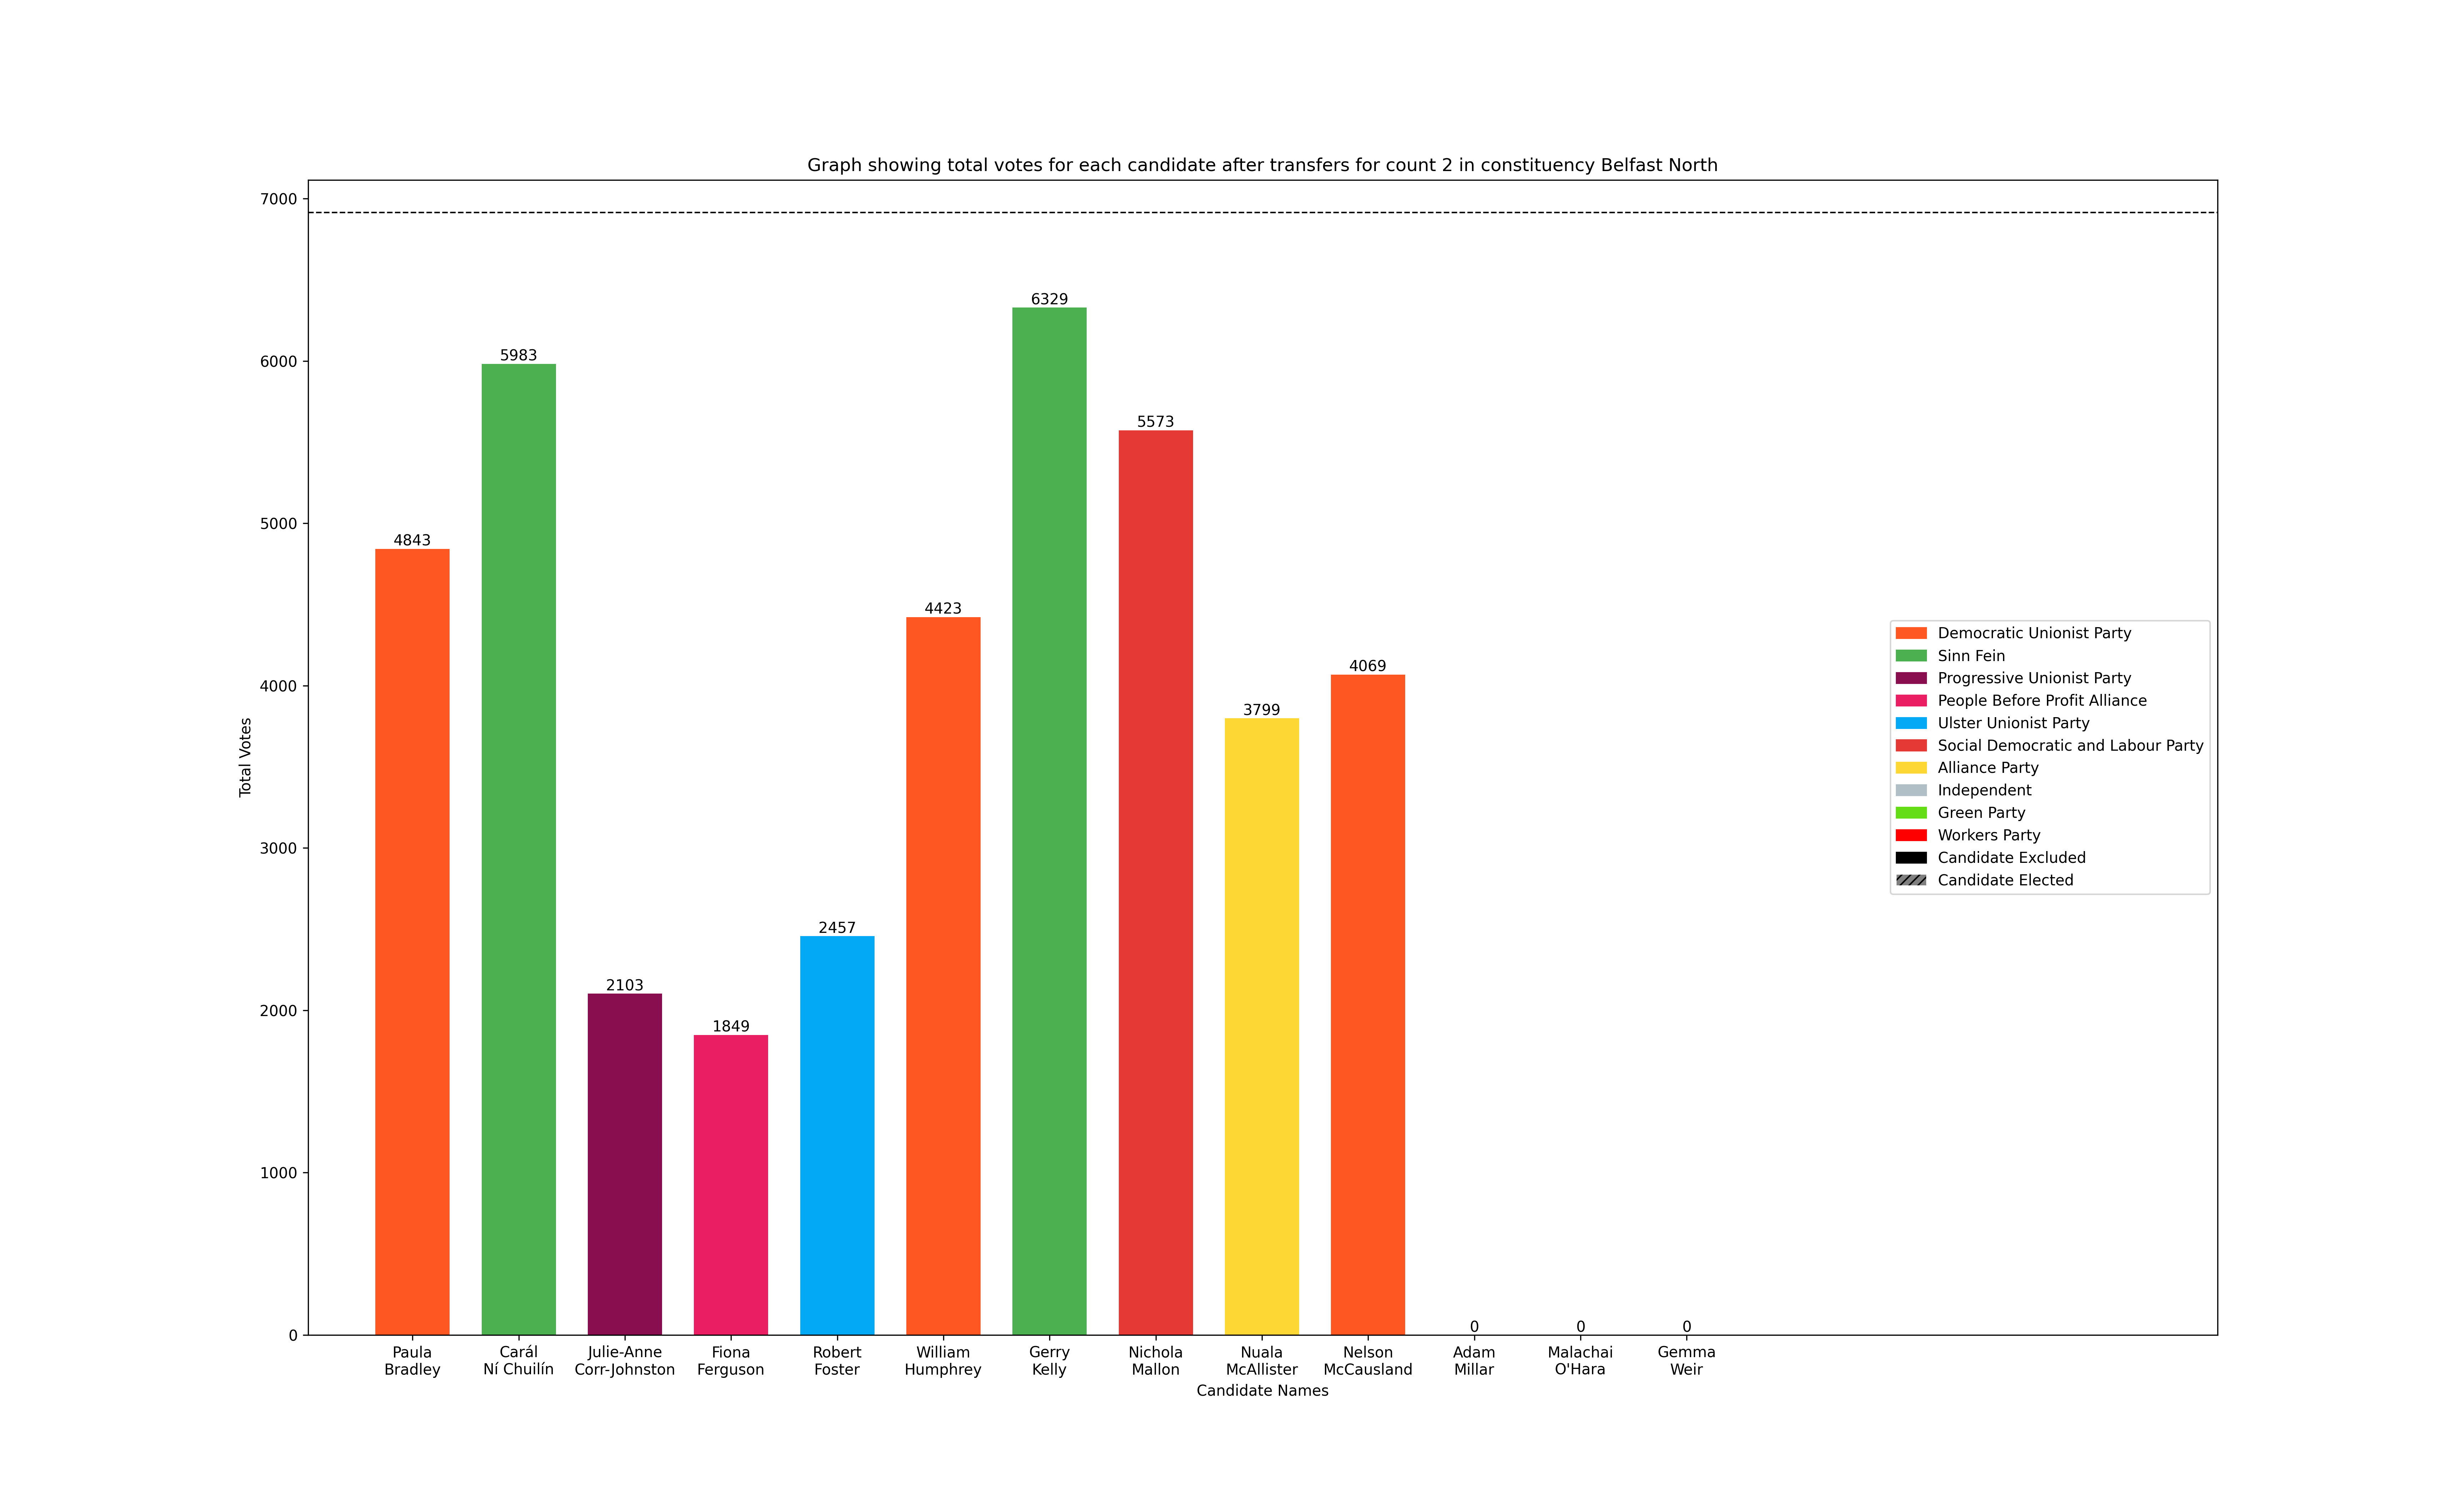 Graph showing total votes for each candidate after transfers for count 2 in constituency Belfast North
Total Votes
7000
6000
5000
4000
3000
2000
1000
0
4843
5983
2103
1849
2457
4423
6329
5573
3799
4069
0
0
0
Paula
Bradley
Carál
Ní Chuilín
Julie-Anne
Corr-Johnston
Fiona
Ferguson
Robert
Foster
William
Humphrey
Gerry
Kelly
Nichola
Mallon
Nuala
McAllister
Nelson
McCausland
Adam
Millar
Malachai
O'Hara
Gemma
Weir
Candidate Names
Democratic Unionist Party
Sinn Fein
Progressive Unionist Party
People Before Profit Alliance
Ulster Unionist Party
Social Democratic and Labour Party
Alliance Party
Independent
Green Party
Workers Party
Candidate Excluded
Candidate Elected